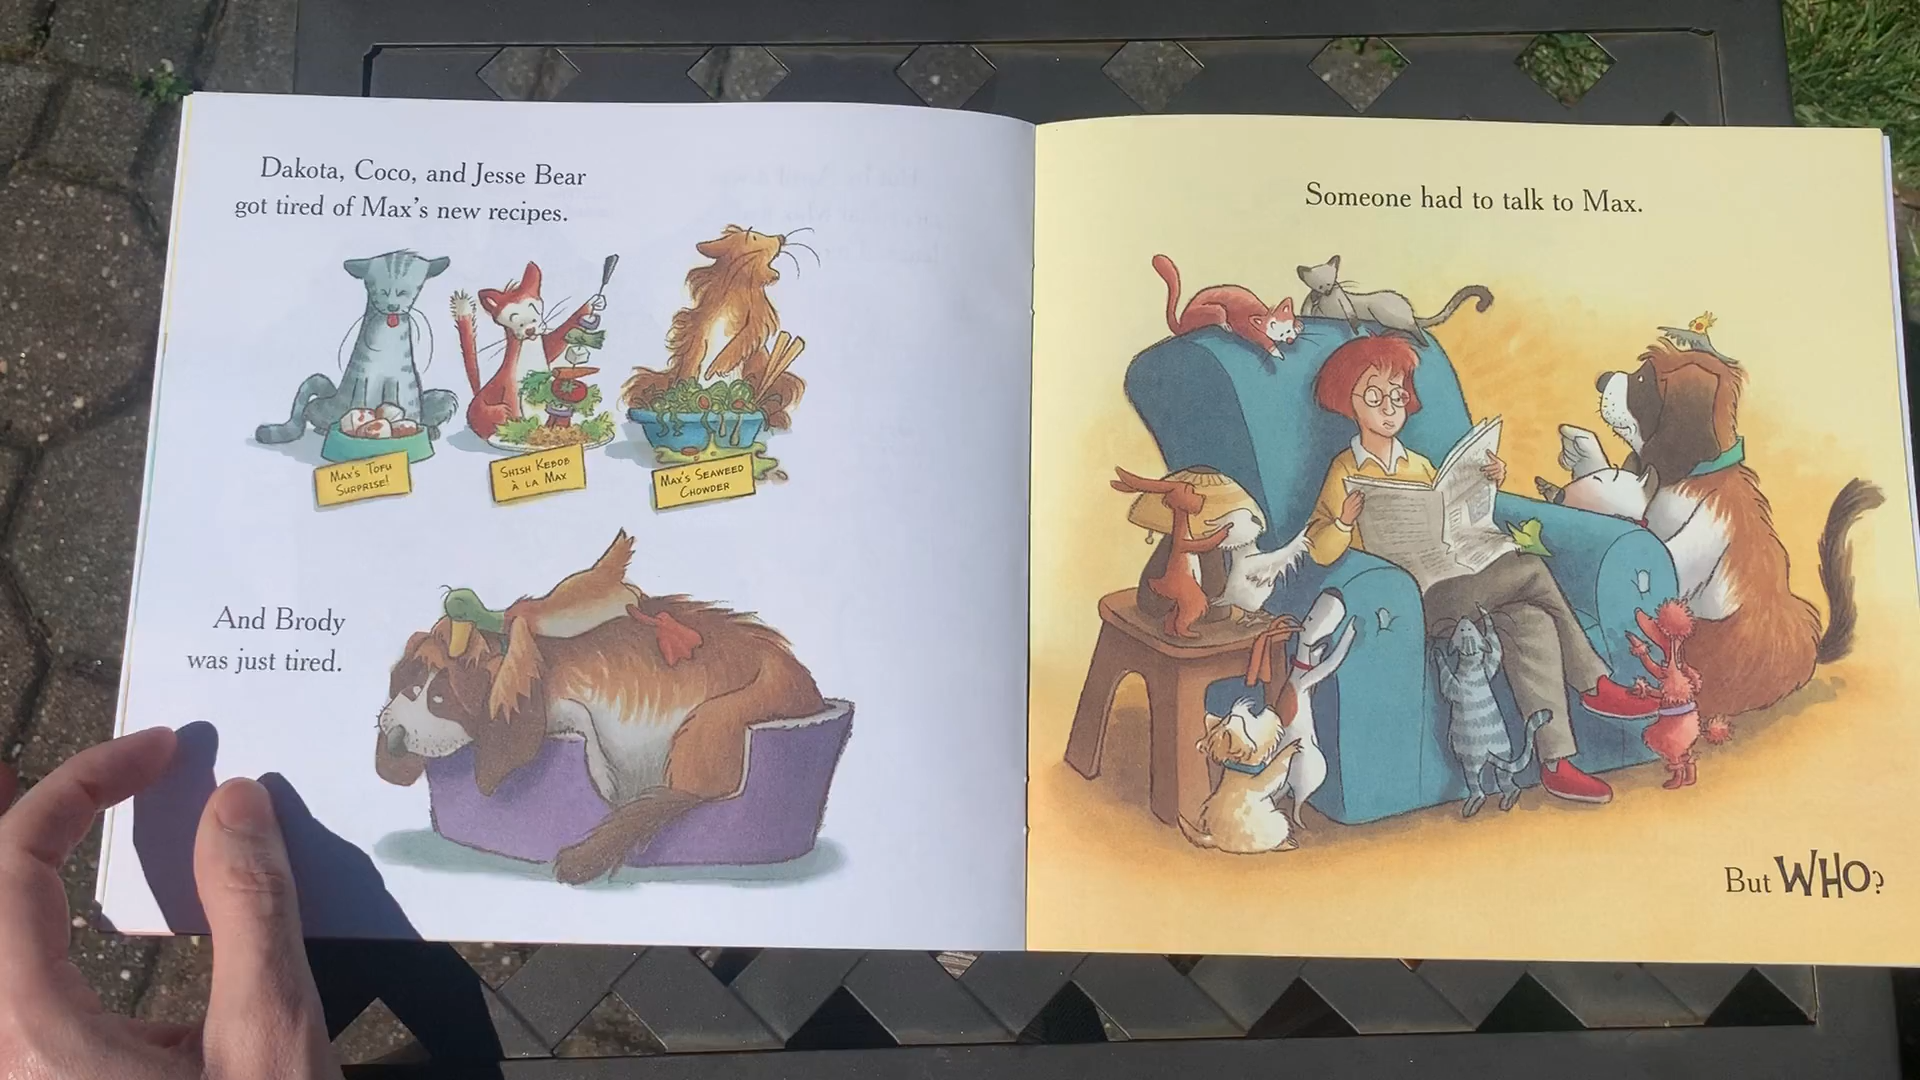 Dakota, Coco, and Jesse Bear
got tired of Max's new recipes.
MAX'S TOFU
SURPRISE!
SHISH KEBOB
À LA MAX
MAX'S SEAWEED
CHOWDER
And Brody
was just tired.
Someone had to talk to Max.
But WHO?